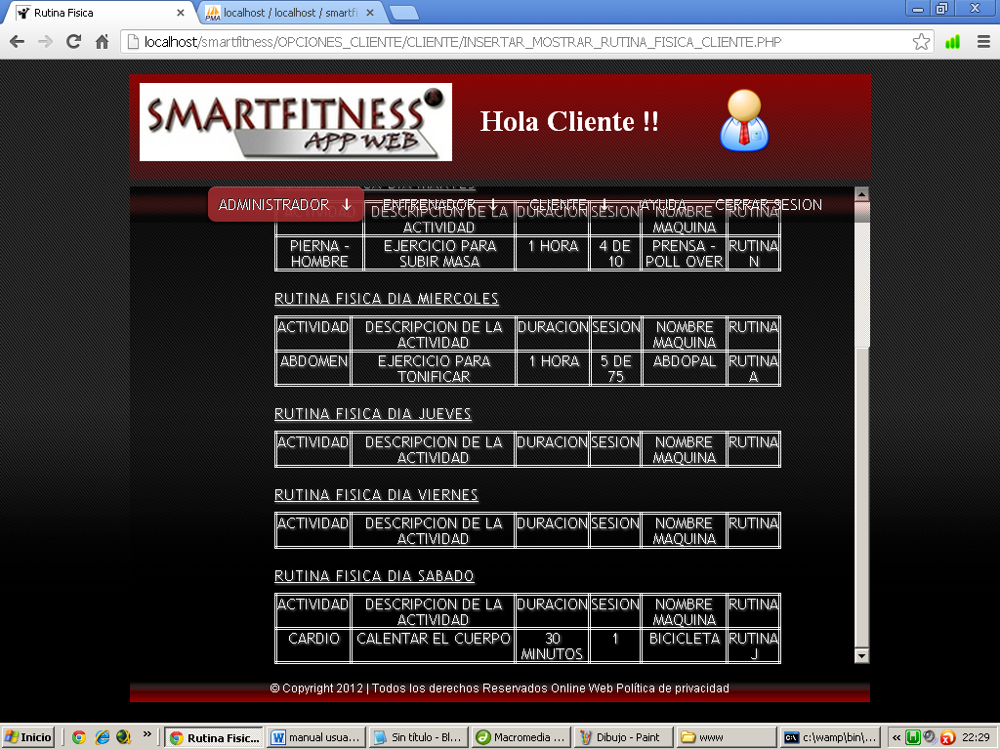 Rutina Fisica
localhost / localhost / smartfi
localhost/smartfitness/OPCIONES_CLIENTE/CLIENTE/INSERTAR_MOSTRAR_RUTINA_FISICA_CLIENTE.PHP
SMARTFITNESS
APP WEB
Hola Cliente !!
ADMINISTRADOR ↓ ENTRENADOR ↓ CLIENTE ↓ AYUDA CERRAR SESION
DESCRIPCION DE LA ACTIVIDAD DURACION SESION NOMBRE MAQUINA RUTINA
PIERNA - HOMBRE EJERCICIO PARA SUBIR MASA 1 HORA 4 DE 10 PRENSA - POLL OVER RUTINA N
RUTINA FISICA DIA MIERCOLES
ACTIVIDAD DESCRIPCION DE LA ACTIVIDAD DURACION SESION NOMBRE MAQUINA RUTINA
ABDOMEN EJERCICIO PARA TONIFICAR 1 HORA 5 DE 75 ABDOPAL RUTINA A
RUTINA FISICA DIA JUEVES
ACTIVIDAD DESCRIPCION DE LA ACTIVIDAD DURACION SESION NOMBRE MAQUINA RUTINA
RUTINA FISICA DIA VIERNES
ACTIVIDAD DESCRIPCION DE LA ACTIVIDAD DURACION SESION NOMBRE MAQUINA RUTINA
RUTINA FISICA DIA SABADO
ACTIVIDAD DESCRIPCION DE LA ACTIVIDAD DURACION SESION NOMBRE MAQUINA RUTINA
CARDIO CALENTAR EL CUERPO 30 MINUTOS 1 BICICLETA RUTINA J
© Copyright 2012 | Todos los derechos Reservados Online Web Política de privacidad
Inicio » Rutina Fisic... manual usua... Sin título - Bl... Macromedia ... Dibujo - Paint www c:\wamp\bin\... « 22:29